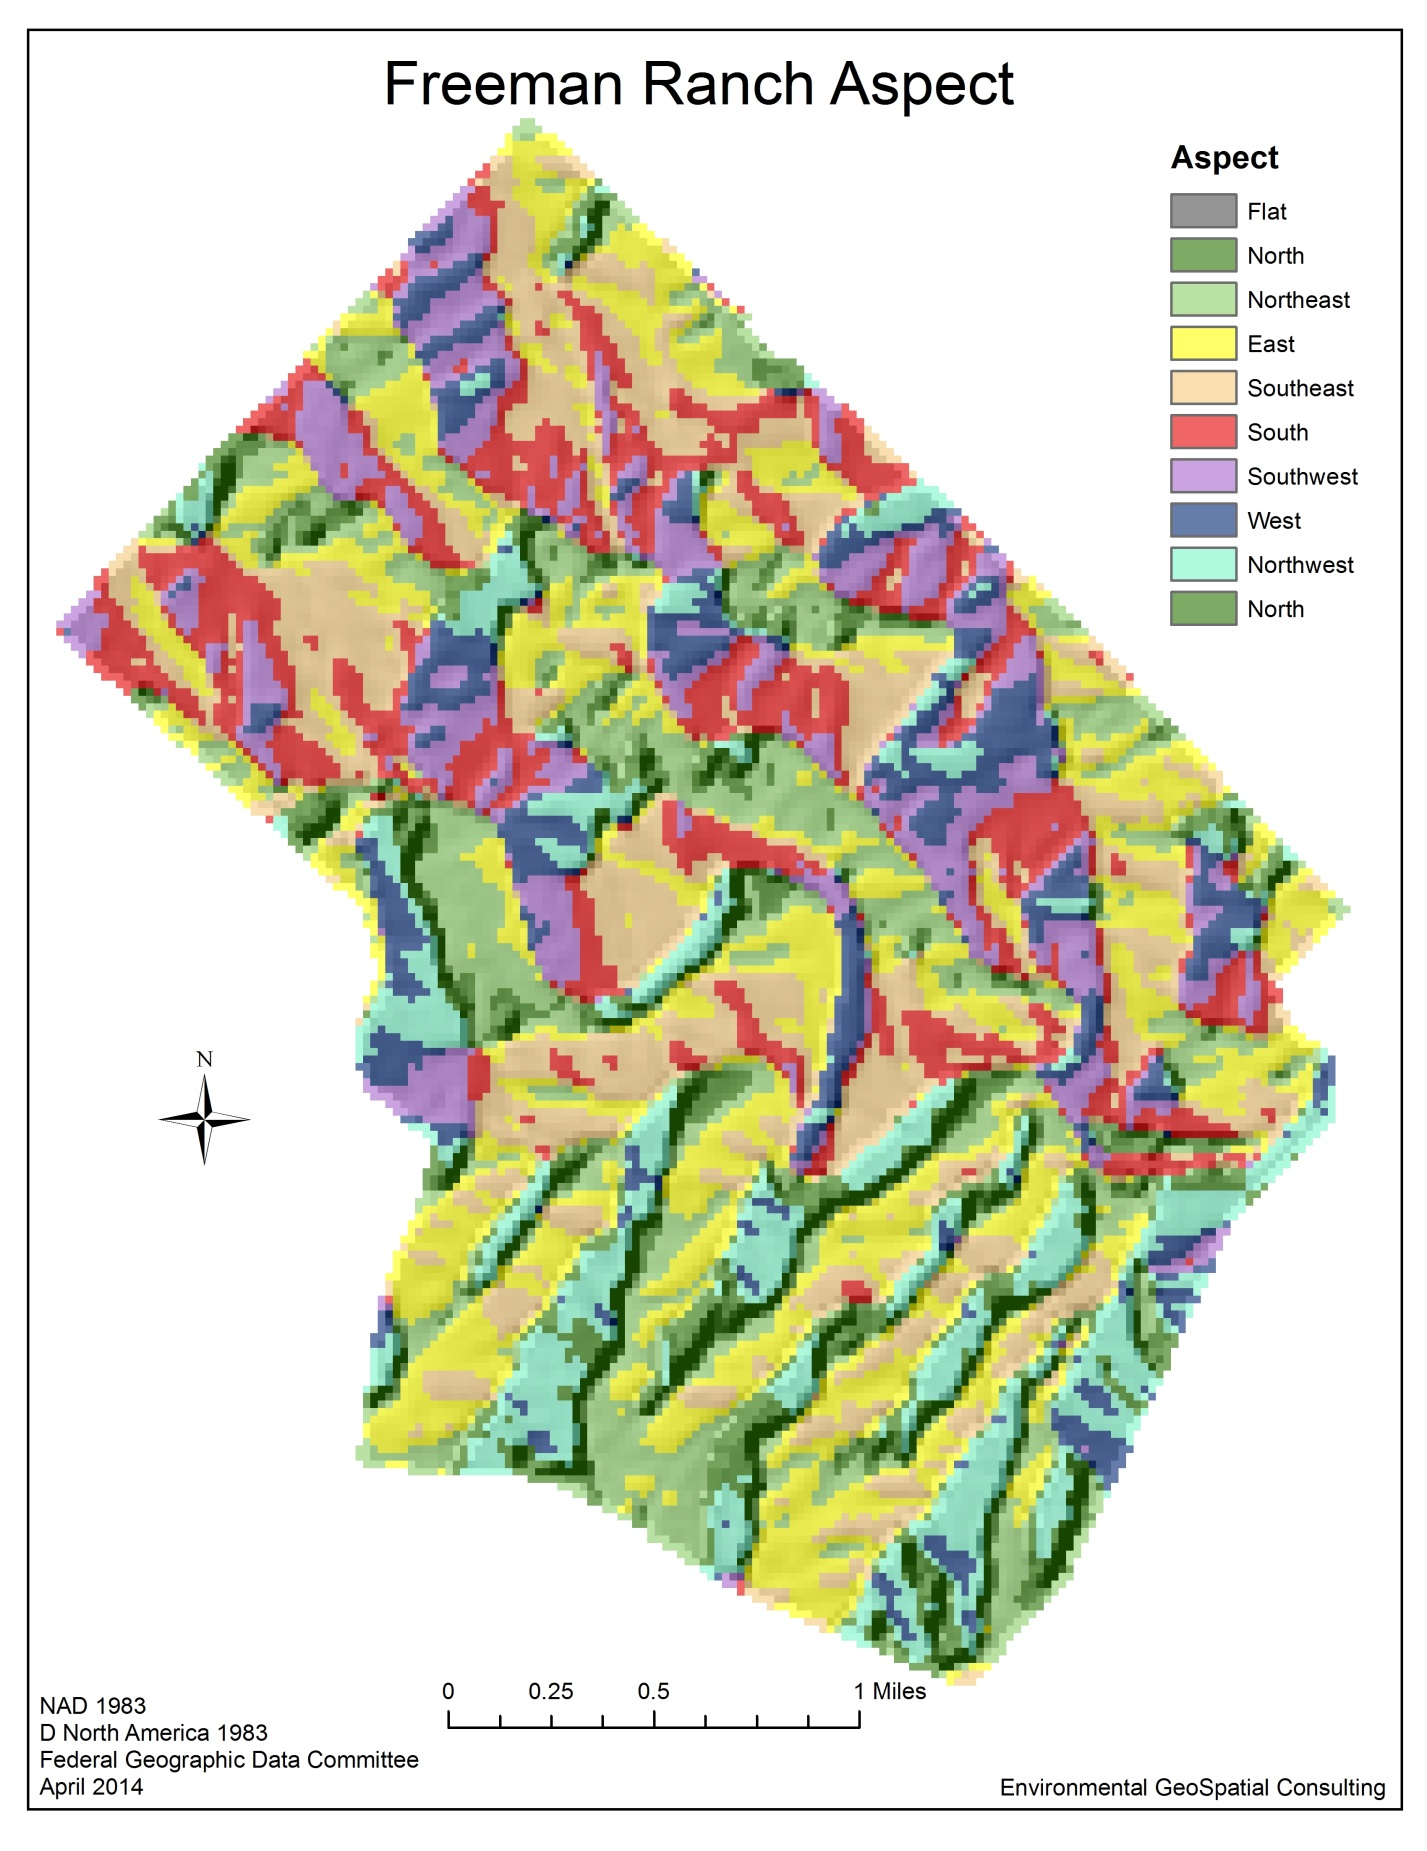 Freeman Ranch Aspect
Aspect
Flat
North
Northeast
East
Southeast
South
Southwest
West
Northwest
North
N
0 0.25 0.5 1 Miles
NAD 1983
D North America 1983
Federal Geographic Data Committee
April 2014
Environmental GeoSpatial Consulting